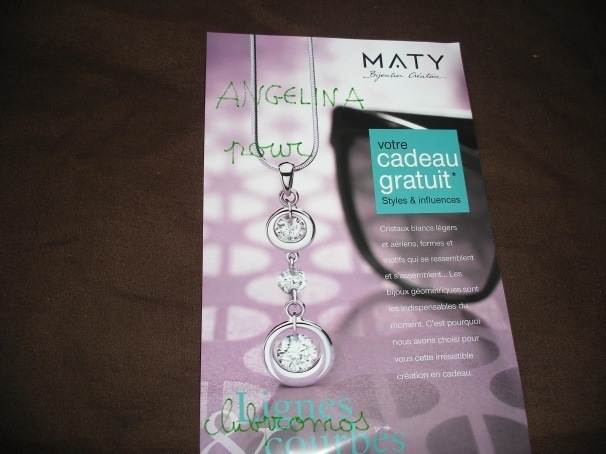 MATY
Bijoutier Créateur
ANGELINA
pour
votre
cadeau
gratuit*
Styles & influences
Cristaux blancs légers
et aériens, formes et
motifs qui se ressemblent
et s'assemblent... Les
bijoux géométriques sont
les indispensables du
moment. C'est pourquoi
nous avons choisi pour
vous cette irrésistible
création en cadeau.
Lignes
clubromos
& courbes